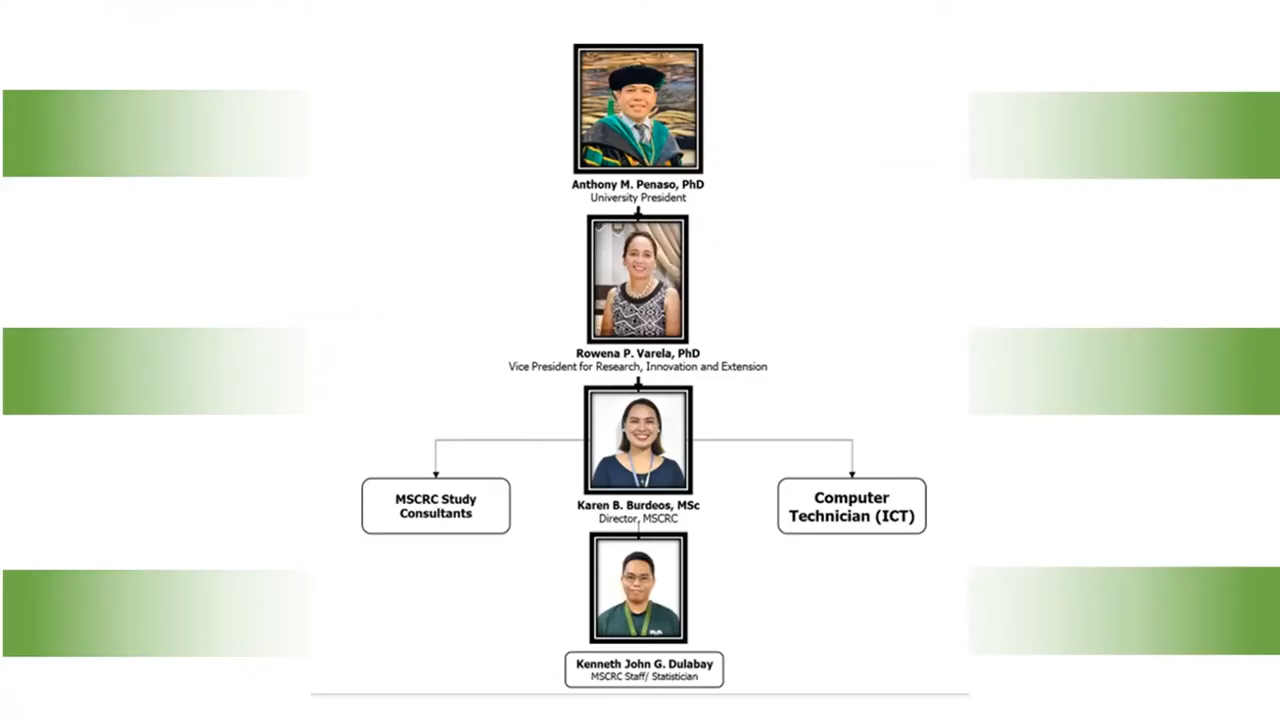 Anthony M. Penaso, PhD
University President
Rowena P. Varela, PhD
Vice President for Research, Innovation and Extension
Karen B. Burdeos, MSc
Director, MSCRC
MSCRC Study
Consultants
Computer
Technician (ICT)
Kenneth John G. Dulabay
MSCRC Staff/ Statistician